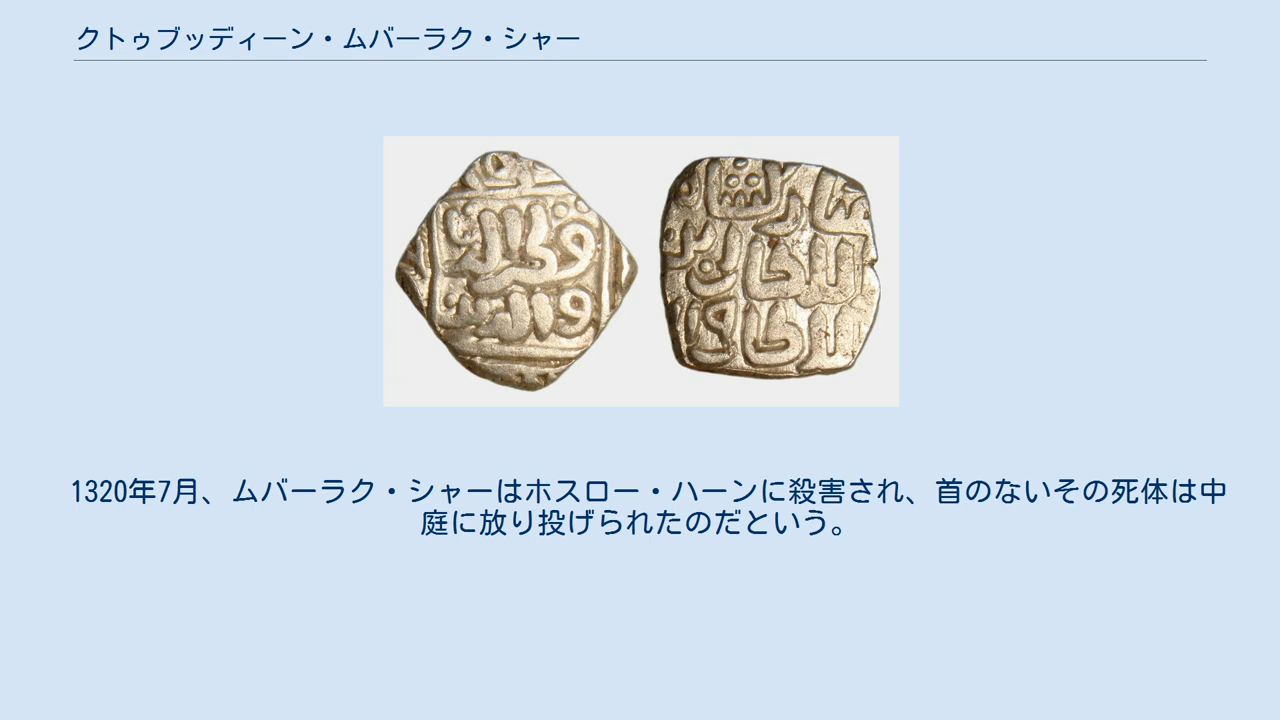 クトゥブッディーン・ムバーラク・シャー
1320年7月、ムバーラク・シャーはホスロー・ハーンに殺害され、首のないその死体は中
庭に放り投げられたのだという。